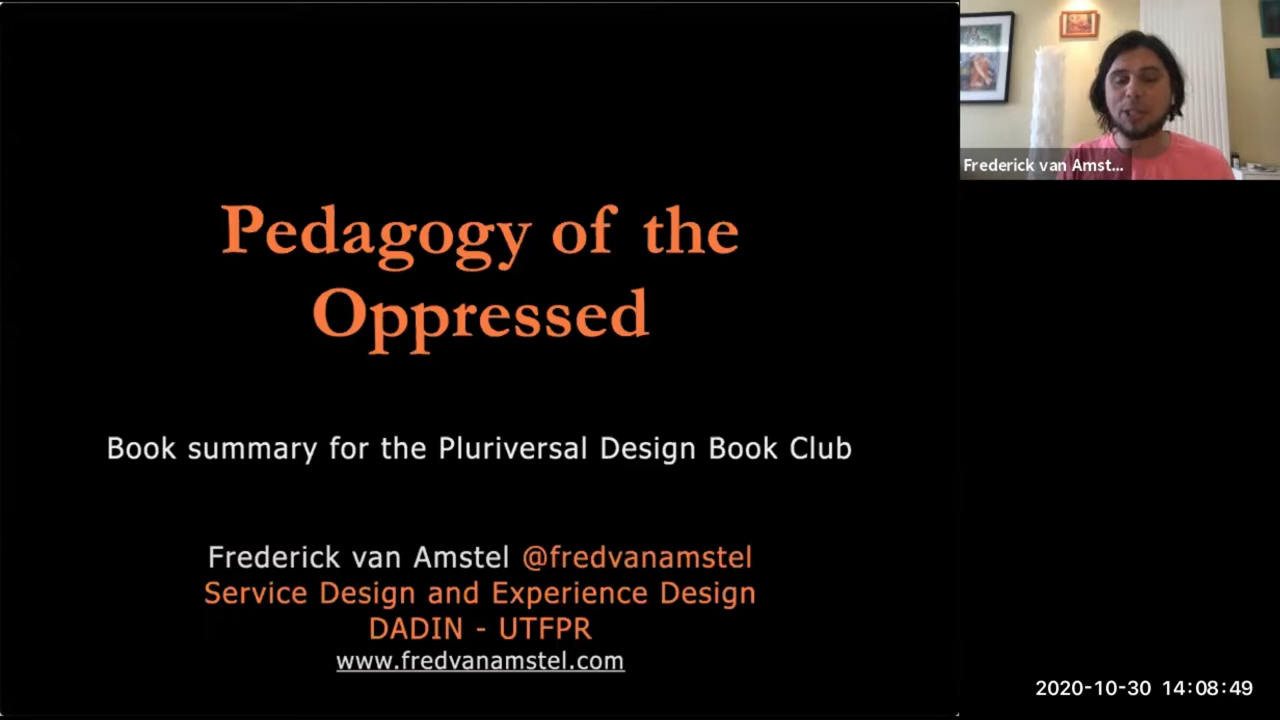 Pedagogy of the
Oppressed
Book summary for the Pluriversal Design Book Club
Frederick van Amstel @fredvanamstel
Service Design and Experience Design
DADIN - UTFPR
www.fredvanamstel.com
Frederick van Amst...
2020-10-30 14:08:49